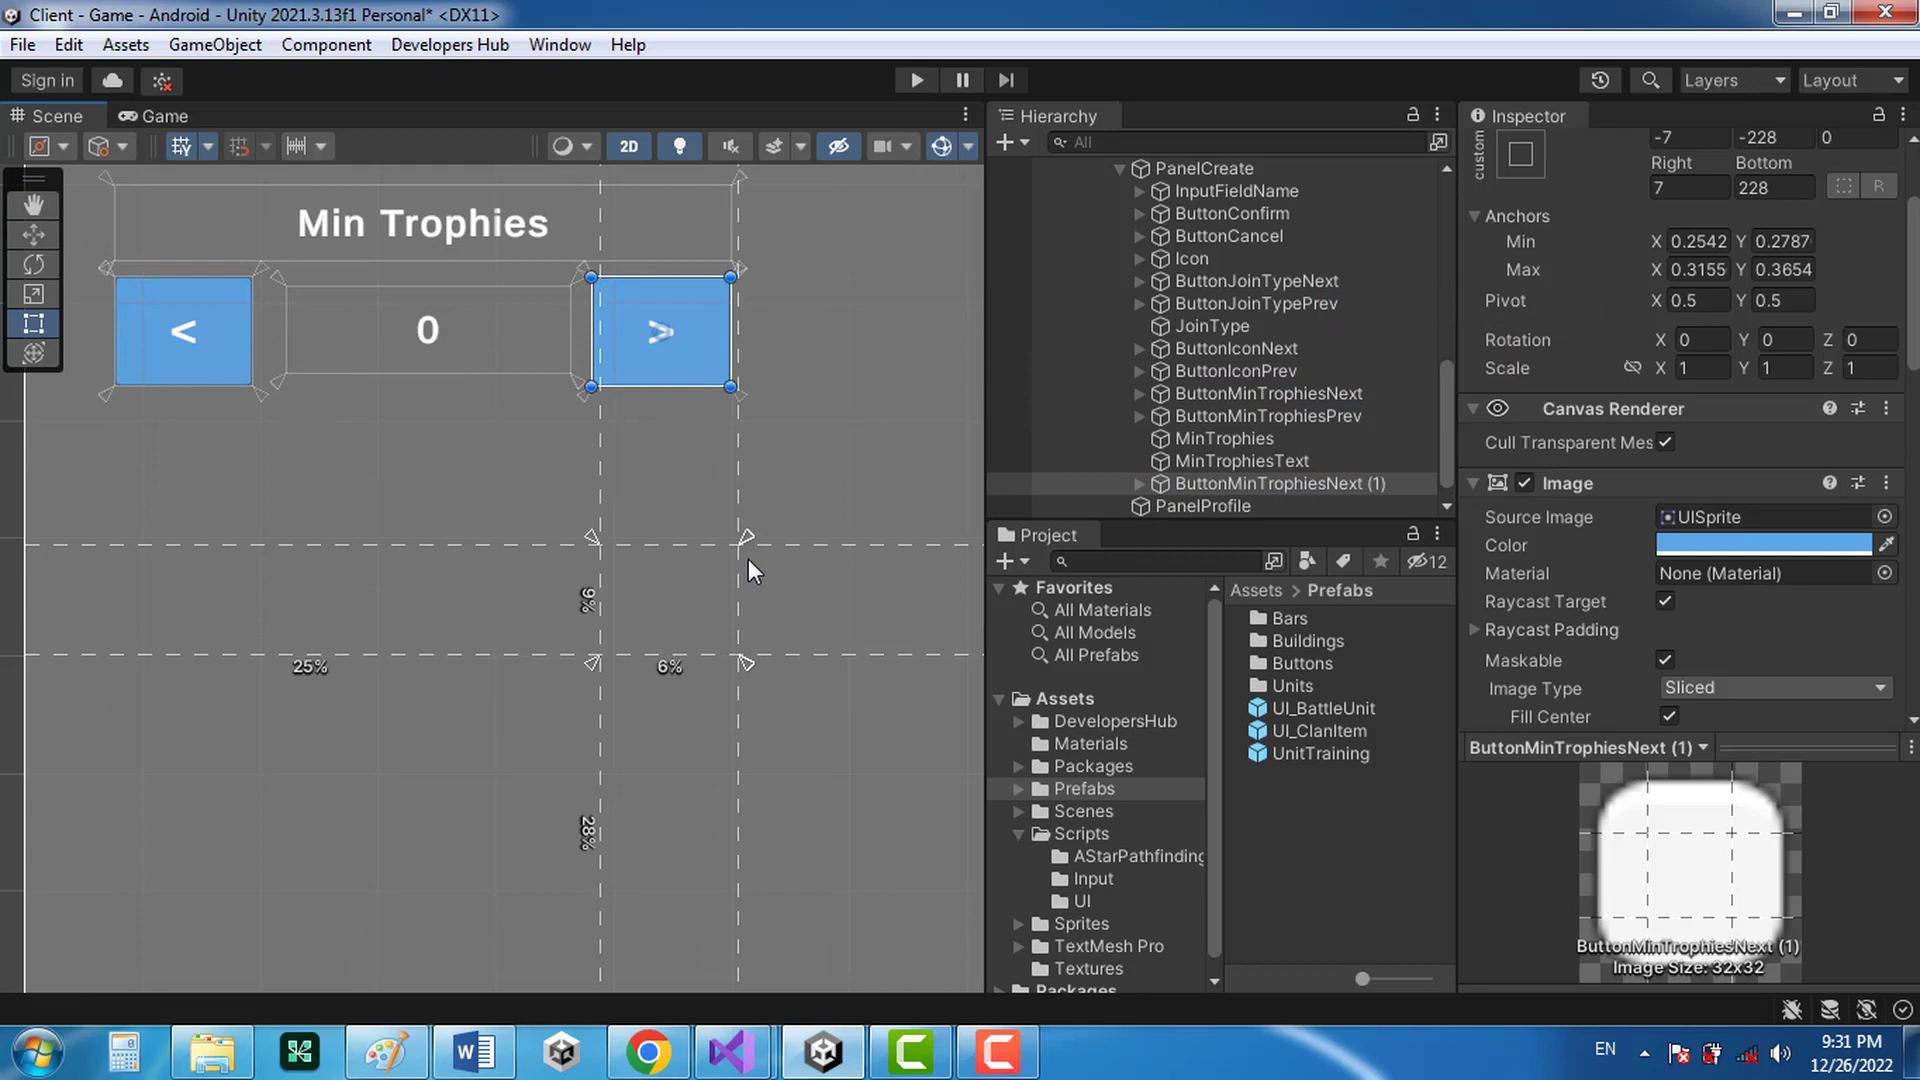 Client - Game - Android - Unity 2021.3.13f1 Personal* <DX11>
File Edit Assets GameObject Component Developers Hub Window Help
Sign in
Layers
Layout
Scene
Game
2D
Min Trophies
<
0
>
9%
25%
6%
28%
Hierarchy
All
PanelCreate
InputFieldName
ButtonConfirm
ButtonCancel
Icon
ButtonJoinTypeNext
ButtonJoinTypePrev
JoinType
ButtonIconNext
ButtonIconPrev
ButtonMinTrophiesNext
ButtonMinTrophiesPrev
MinTrophies
MinTrophiesText
ButtonMinTrophiesNext (1)
PanelProfile
Project
12
Favorites
All Materials
All Models
All Prefabs
Assets
DevelopersHub
Materials
Packages
Prefabs
Scenes
Scripts
AStarPathfinding
Input
UI
Sprites
TextMesh Pro
Textures
Packages
Assets > Prefabs
Bars
Buildings
Buttons
Units
UI_BattleUnit
UI_ClanItem
UnitTraining
Inspector
custom
-7 -228 0
Right Bottom
7 228 R
Anchors
Min X 0.2542 Y 0.2787
Max X 0.3155 Y 0.3654
Pivot X 0.5 Y 0.5
Rotation X 0 Y 0 Z 0
Scale X 1 Y 1 Z 1
Canvas Renderer
Cull Transparent Mes
Image
Source Image UISprite
Color
Material None (Material)
Raycast Target
Raycast Padding
Maskable
Image Type Sliced
Fill Center
ButtonMinTrophiesNext (1)
ButtonMinTrophiesNext (1)
Image Size: 32x32
EN
9:31 PM
12/26/2022